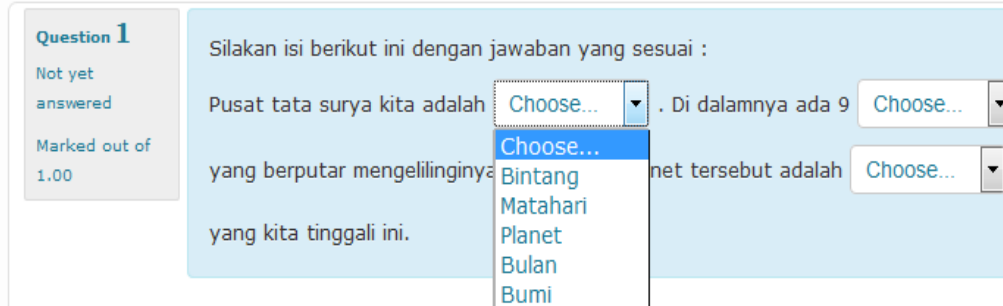 Question 1
Not yet
answered
Marked out of
1.00
Silakan isi berikut ini dengan jawaban yang sesuai :
Pusat tata surya kita adalah Choose... . Di dalamnya ada 9 Choose...
Choose...
Bintang
Matahari
Planet
Bulan
Bumi
yang berputar mengelilinginya net tersebut adalah Choose...
yang kita tinggali ini.